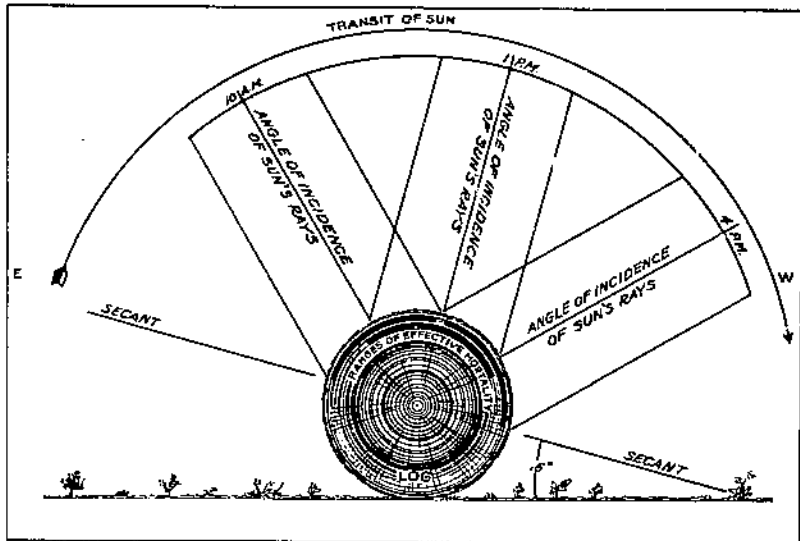 TRANSIT OF SUN
10 A.M.
1 P.M.
4 P.M.
ANGLE OF INCIDENCE
OF SUN'S RAYS
ANGLE OF INCIDENCE
OF SUN'S RAYS
ANGLE OF INCIDENCE
OF SUN'S RAYS
E
W
SECANT
RANGES OF EFFECTIVE MORTALITY
LOG
SECANT